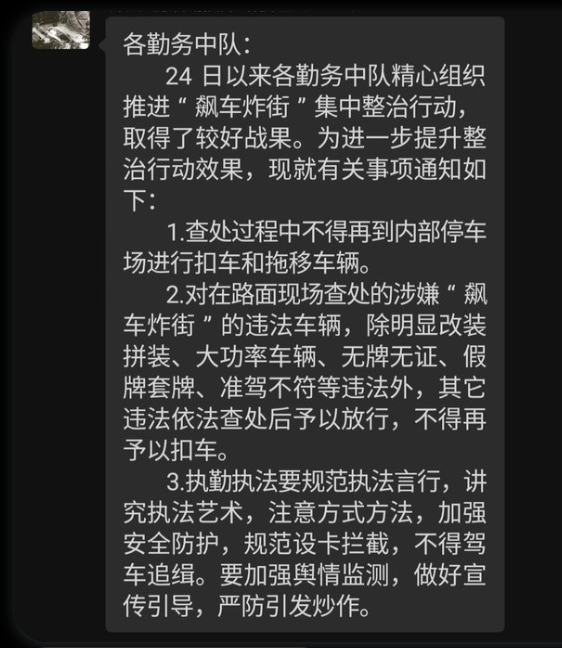 各勤务中队：
24 日以来各勤务中队精心组织
推进“飙车炸街”集中整治行动，
取得了较好战果。为进一步提升整
治行动效果，现就有关事项通知如
下：
1.查处过程中不得再到内部停车
场进行扣车和拖移车辆。
2.对在路面现场查处的涉嫌“飙
车炸街”的违法车辆，除明显改装
拼装、大功率车辆、无牌无证、假
牌套牌、准驾不符等违法外，其它
违法依法查处后予以放行，不得再
予以扣车。
3.执勤执法要规范执法言行，讲
究执法艺术，注意方式方法，加强
安全防护，规范设卡拦截，不得驾
车追缉。要加强舆情监测，做好宣
传引导，严防引发炒作。